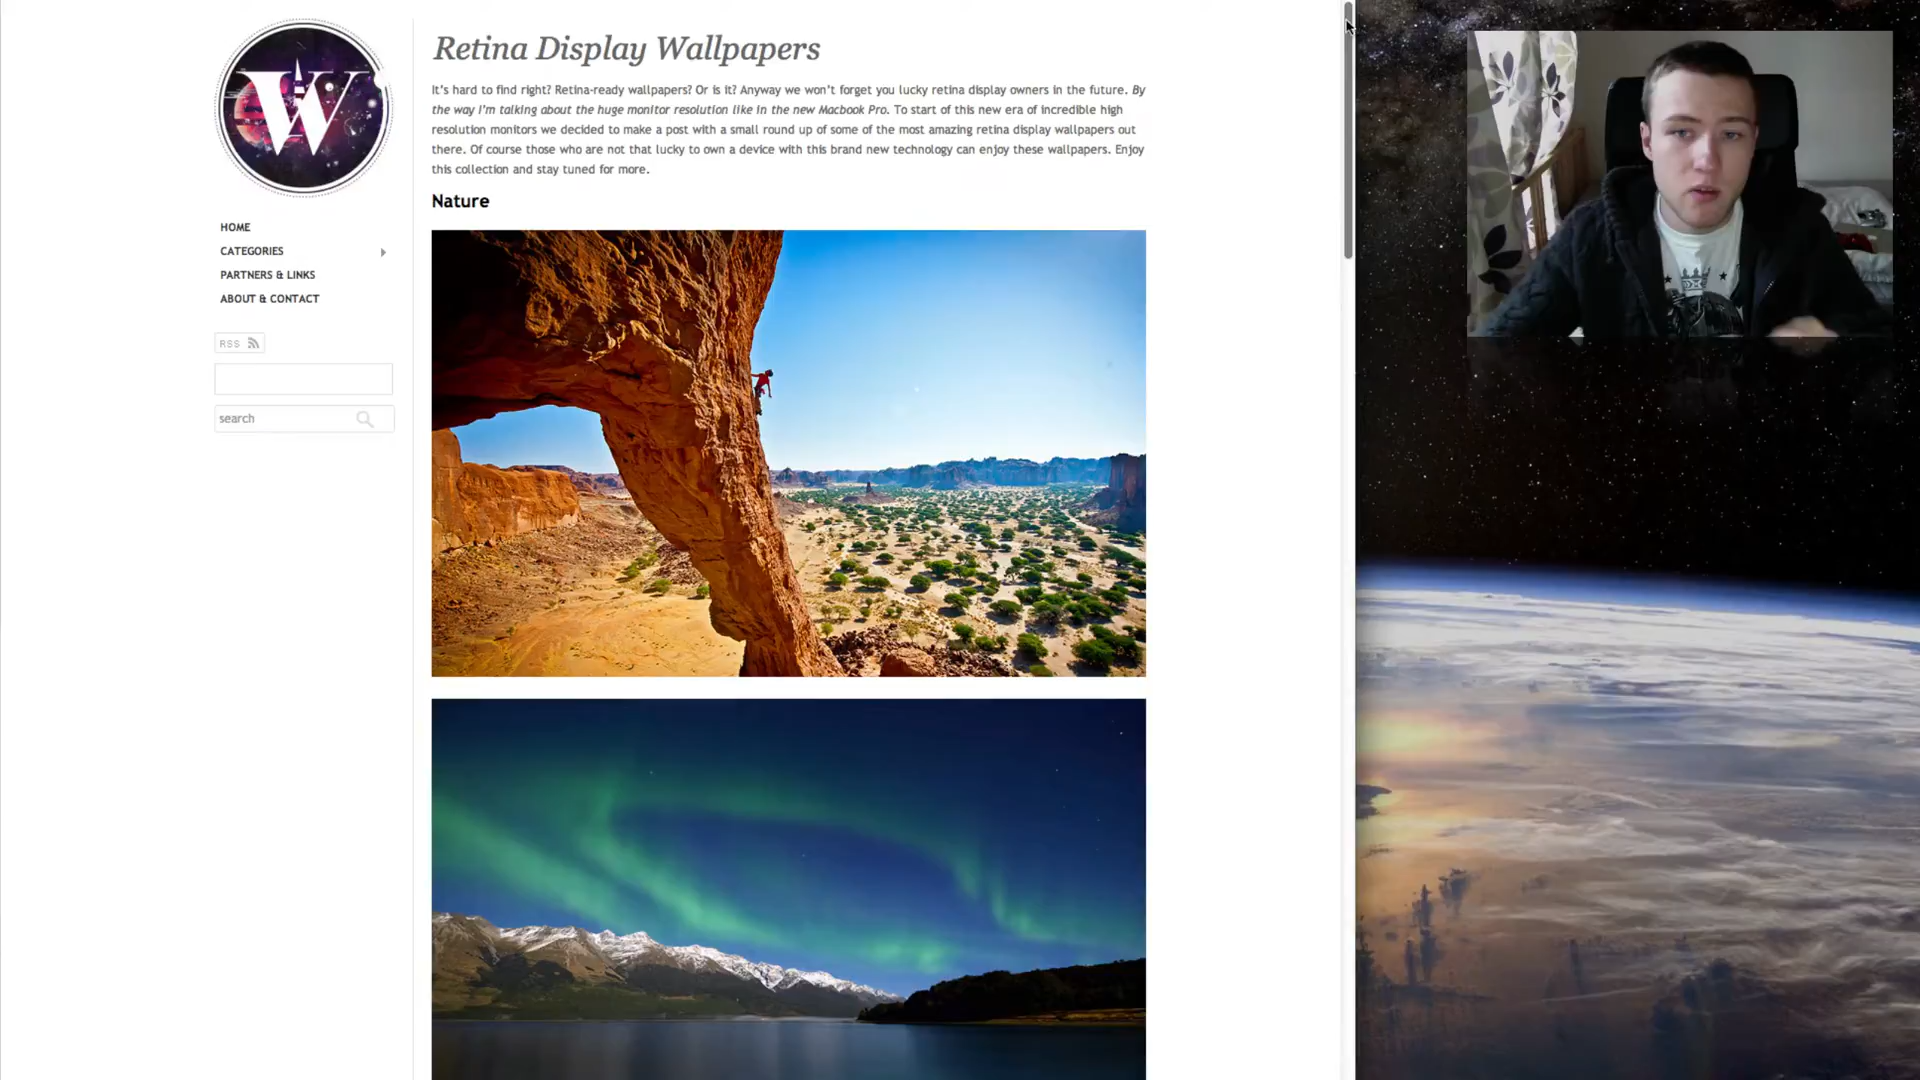 W
HOME
CATEGORIES
PARTNERS & LINKS
ABOUT & CONTACT
RSS
search
Retina Display Wallpapers
It's hard to find right? Retina-ready wallpapers? Or is it? Anyway we won't forget you lucky retina display owners in the future. By
the way I'm talking about the huge monitor resolution like in the new Macbook Pro. To start of this new era of incredible high
resolution monitors we decided to make a post with a small round up of some of the most amazing retina display wallpapers out
there. Of course those who are not that lucky to own a device with this brand new technology can enjoy these wallpapers. Enjoy
this collection and stay tuned for more.
Nature